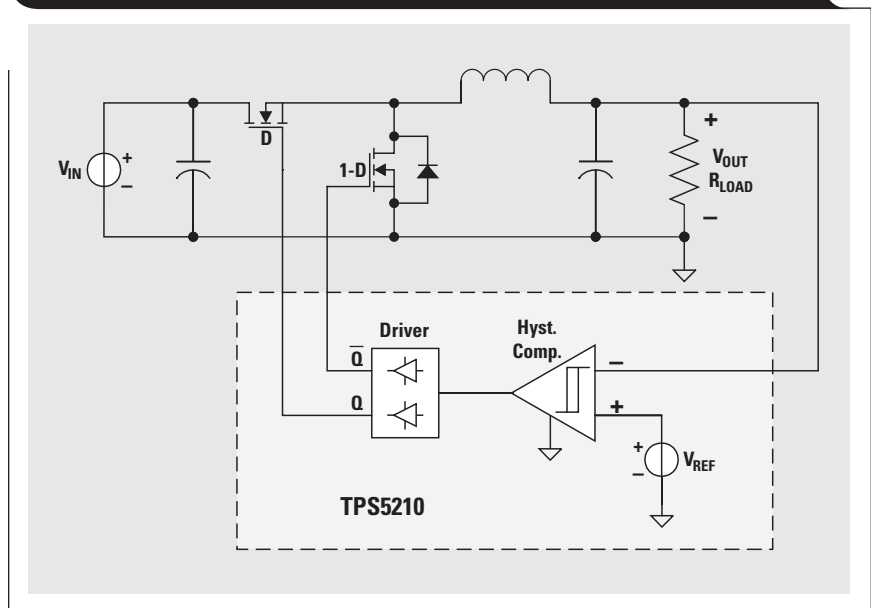 D
+
V_IN
–
1-D
+
V_OUT
R_LOAD
–
Driver
Hyst.
Comp.
Q̅
–
Q
+
+
V_REF
–
TPS5210